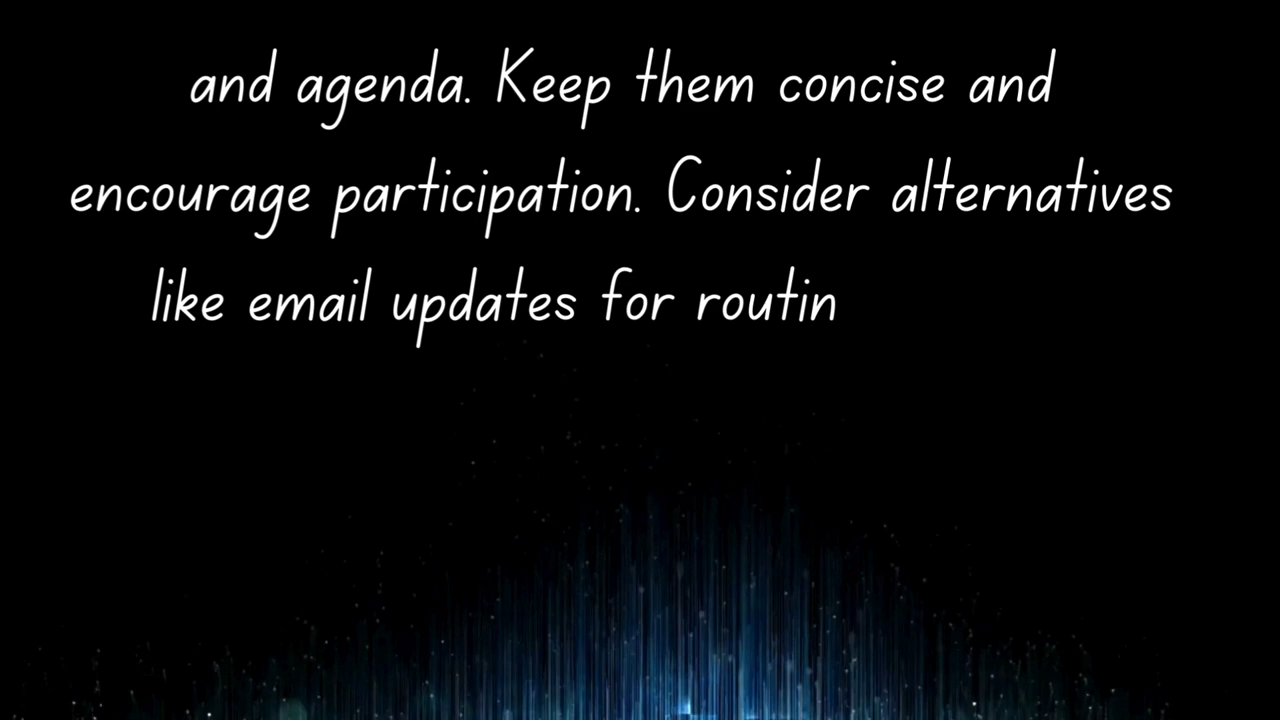 and agenda. Keep them concise and
encourage participation. Consider alternatives
like email updates for routin